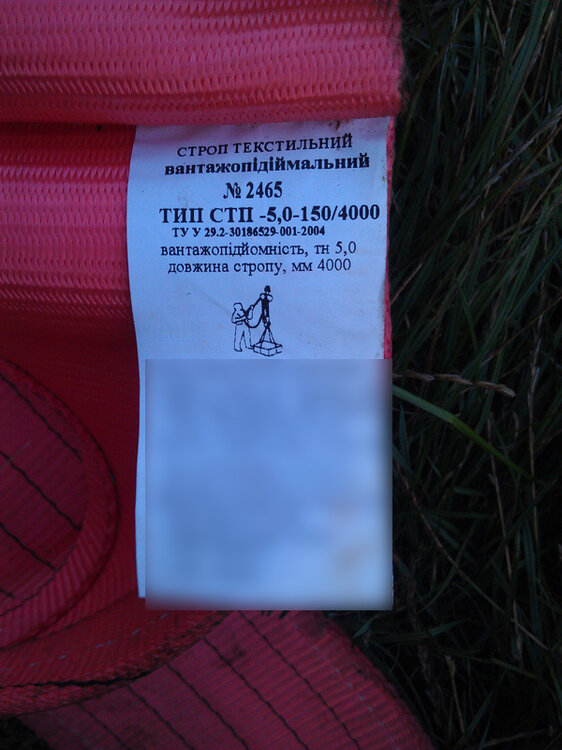 СТРОП ТЕКСТИЛЬНИЙ
вантажопідіймальний
№ 2465
ТИП СТП -5,0-150/4000
ТУ У 29.2-30186529-001-2004
вантажопідйомність, тн 5,0
довжина стропу, мм 4000